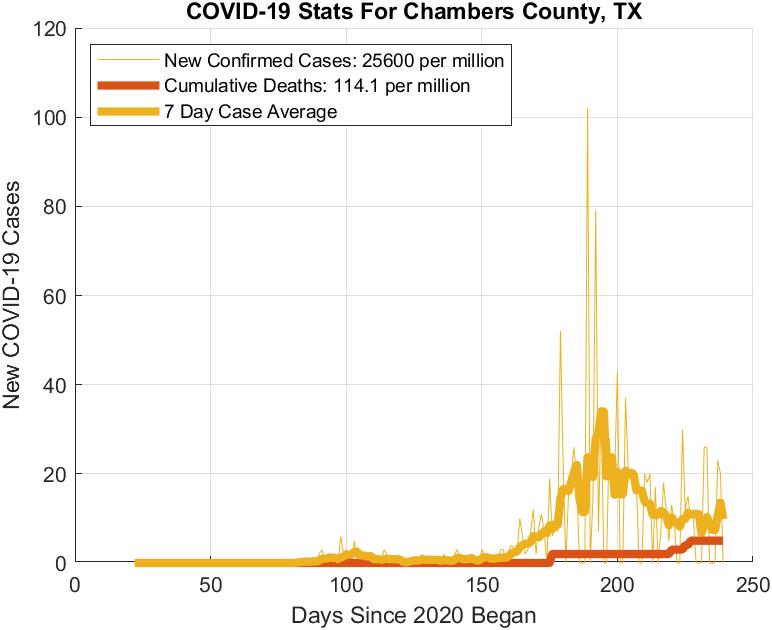 COVID-19 Stats For Chambers County, TX
120
100
80
60
40
20
0
New COVID-19 Cases
New Confirmed Cases: 25600 per million
Cumulative Deaths: 114.1 per million
7 Day Case Average
0 50 100 150 200 250
Days Since 2020 Began